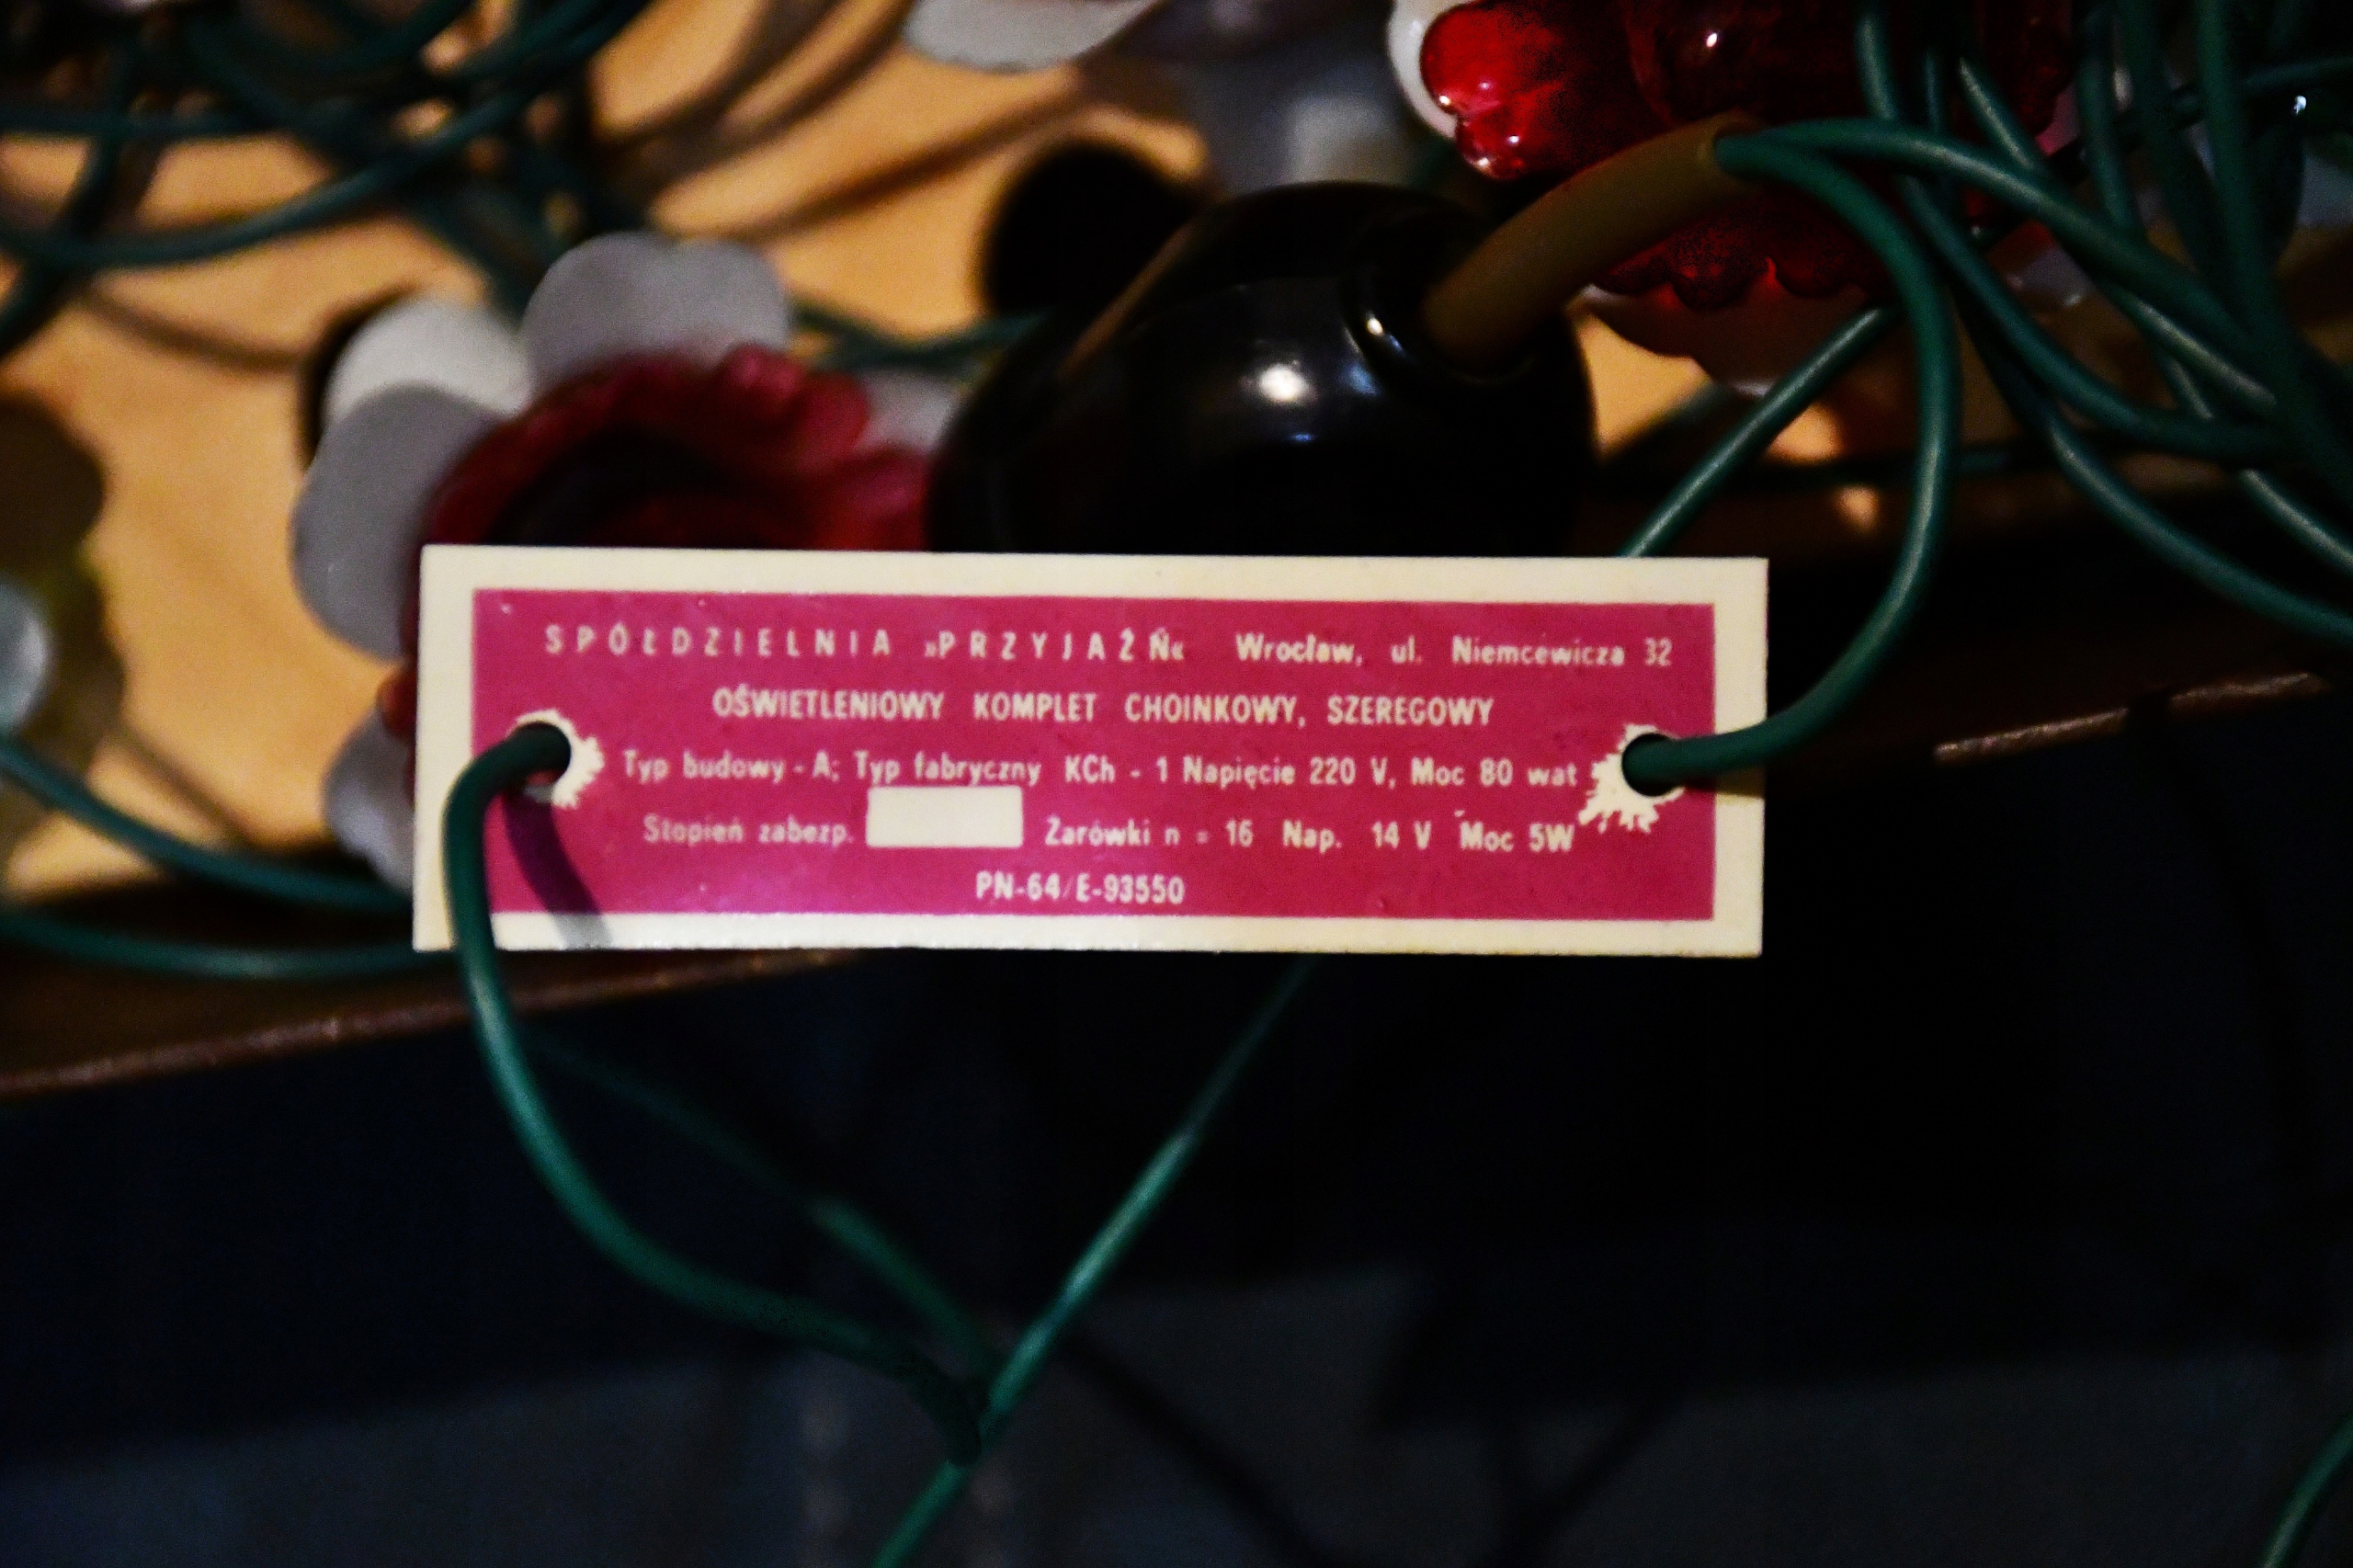 SPÓŁDZIELNIA »PRZYJAŹŃ« Wrocław, ul. Niemcewicza 32
OŚWIETLENIOWY KOMPLET CHOINKOWY, SZEREGOWY
Typ budowy - A; Typ fabryczny KCh - 1 Napięcie 220 V, Moc 80 wat
Stopień zabezp. Żarówki n = 16 Nap. 14 V Moc 5W
PN-64/E-93550